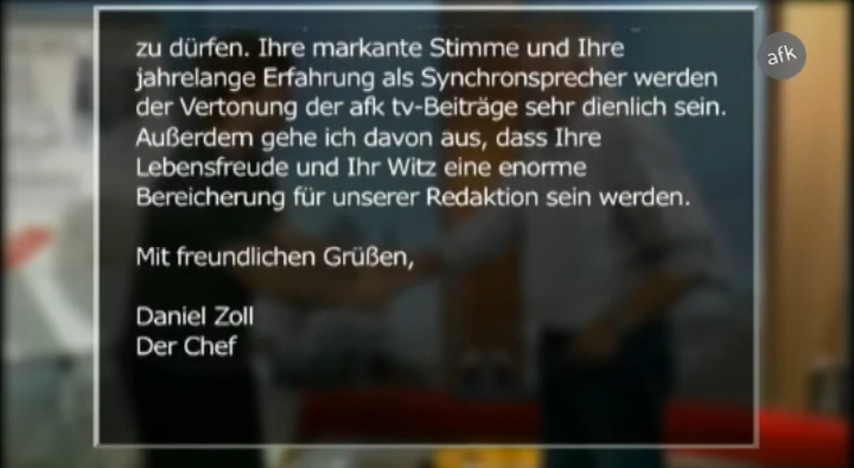 zu dürfen. Ihre markante Stimme und Ihre
jahrelange Erfahrung als Synchronsprecher werden
der Vertonung der afk tv-Beiträge sehr dienlich sein.
Außerdem gehe ich davon aus, dass Ihre
Lebensfreude und Ihr Witz eine enorme
Bereicherung für unserer Redaktion sein werden.
Mit freundlichen Grüßen,
Daniel Zoll
Der Chef
afk